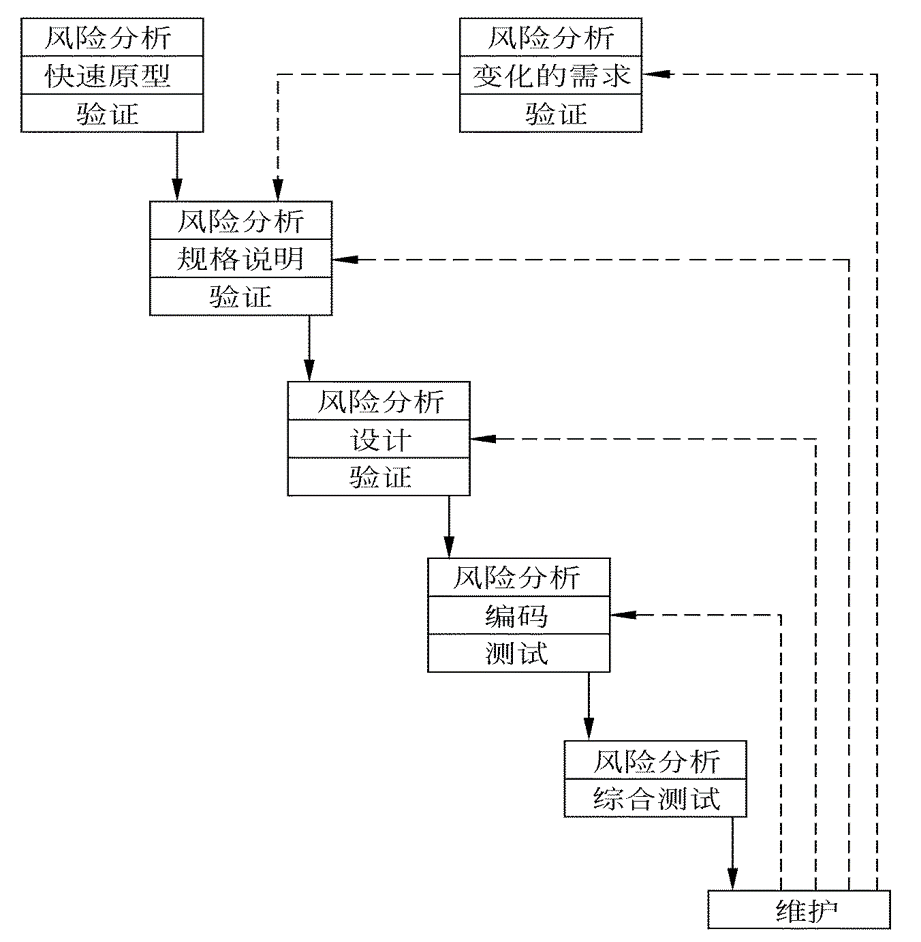 风险分析
快速原型
验证
风险分析
变化的需求
验证
风险分析
规格说明
验证
风险分析
设计
验证
风险分析
编码
测试
风险分析
综合测试
维护